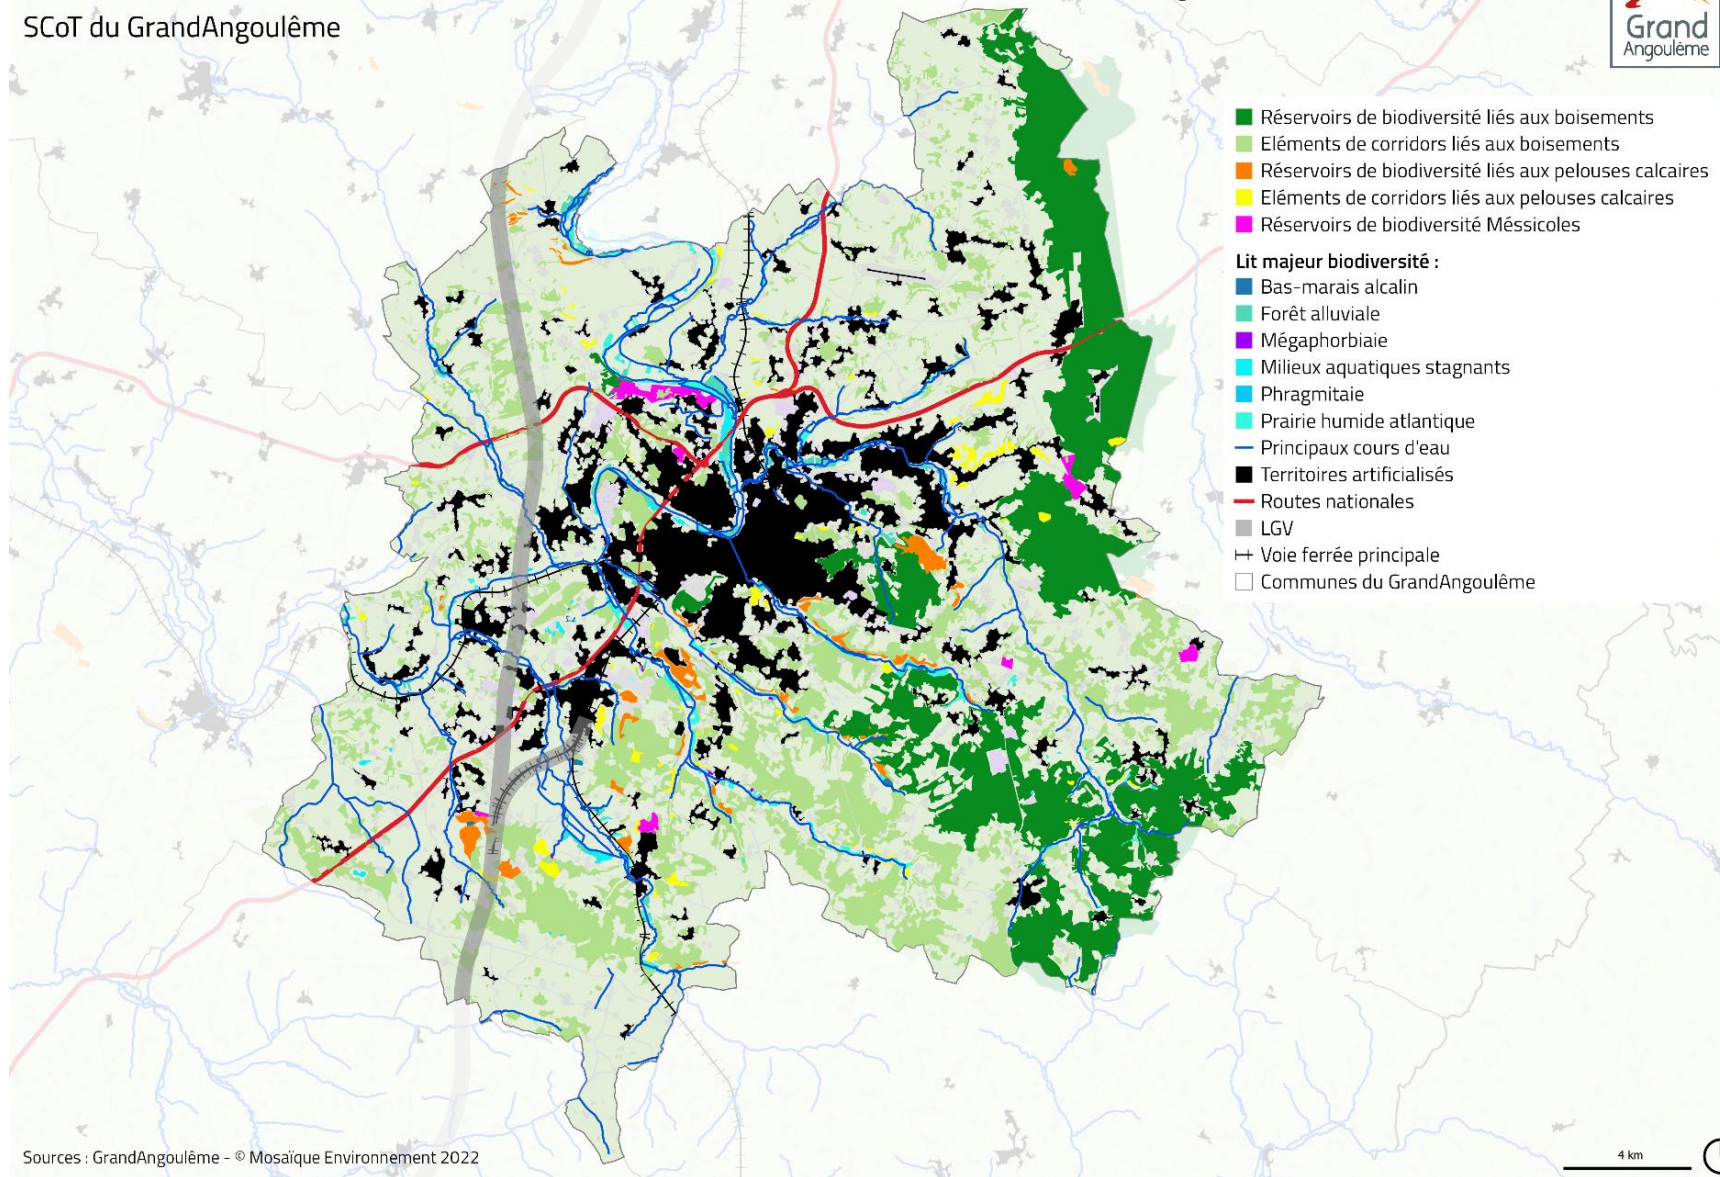 SCoT du GrandAngoulême
Grand
Angoulême
Réservoirs de biodiversité liés aux boisements
Eléments de corridors liés aux boisements
Réservoirs de biodiversité liés aux pelouses calcaires
Eléments de corridors liés aux pelouses calcaires
Réservoirs de biodiversité Méssicoles
Lit majeur biodiversité :
Bas-marais alcalin
Forêt alluviale
Mégaphorbiaie
Milieux aquatiques stagnants
Phragmitaie
Prairie humide atlantique
Principaux cours d'eau
Territoires artificialisés
Routes nationales
LGV
Voie ferrée principale
Communes du GrandAngoulême
Sources : GrandAngoulême - © Mosaïque Environnement 2022
4 km